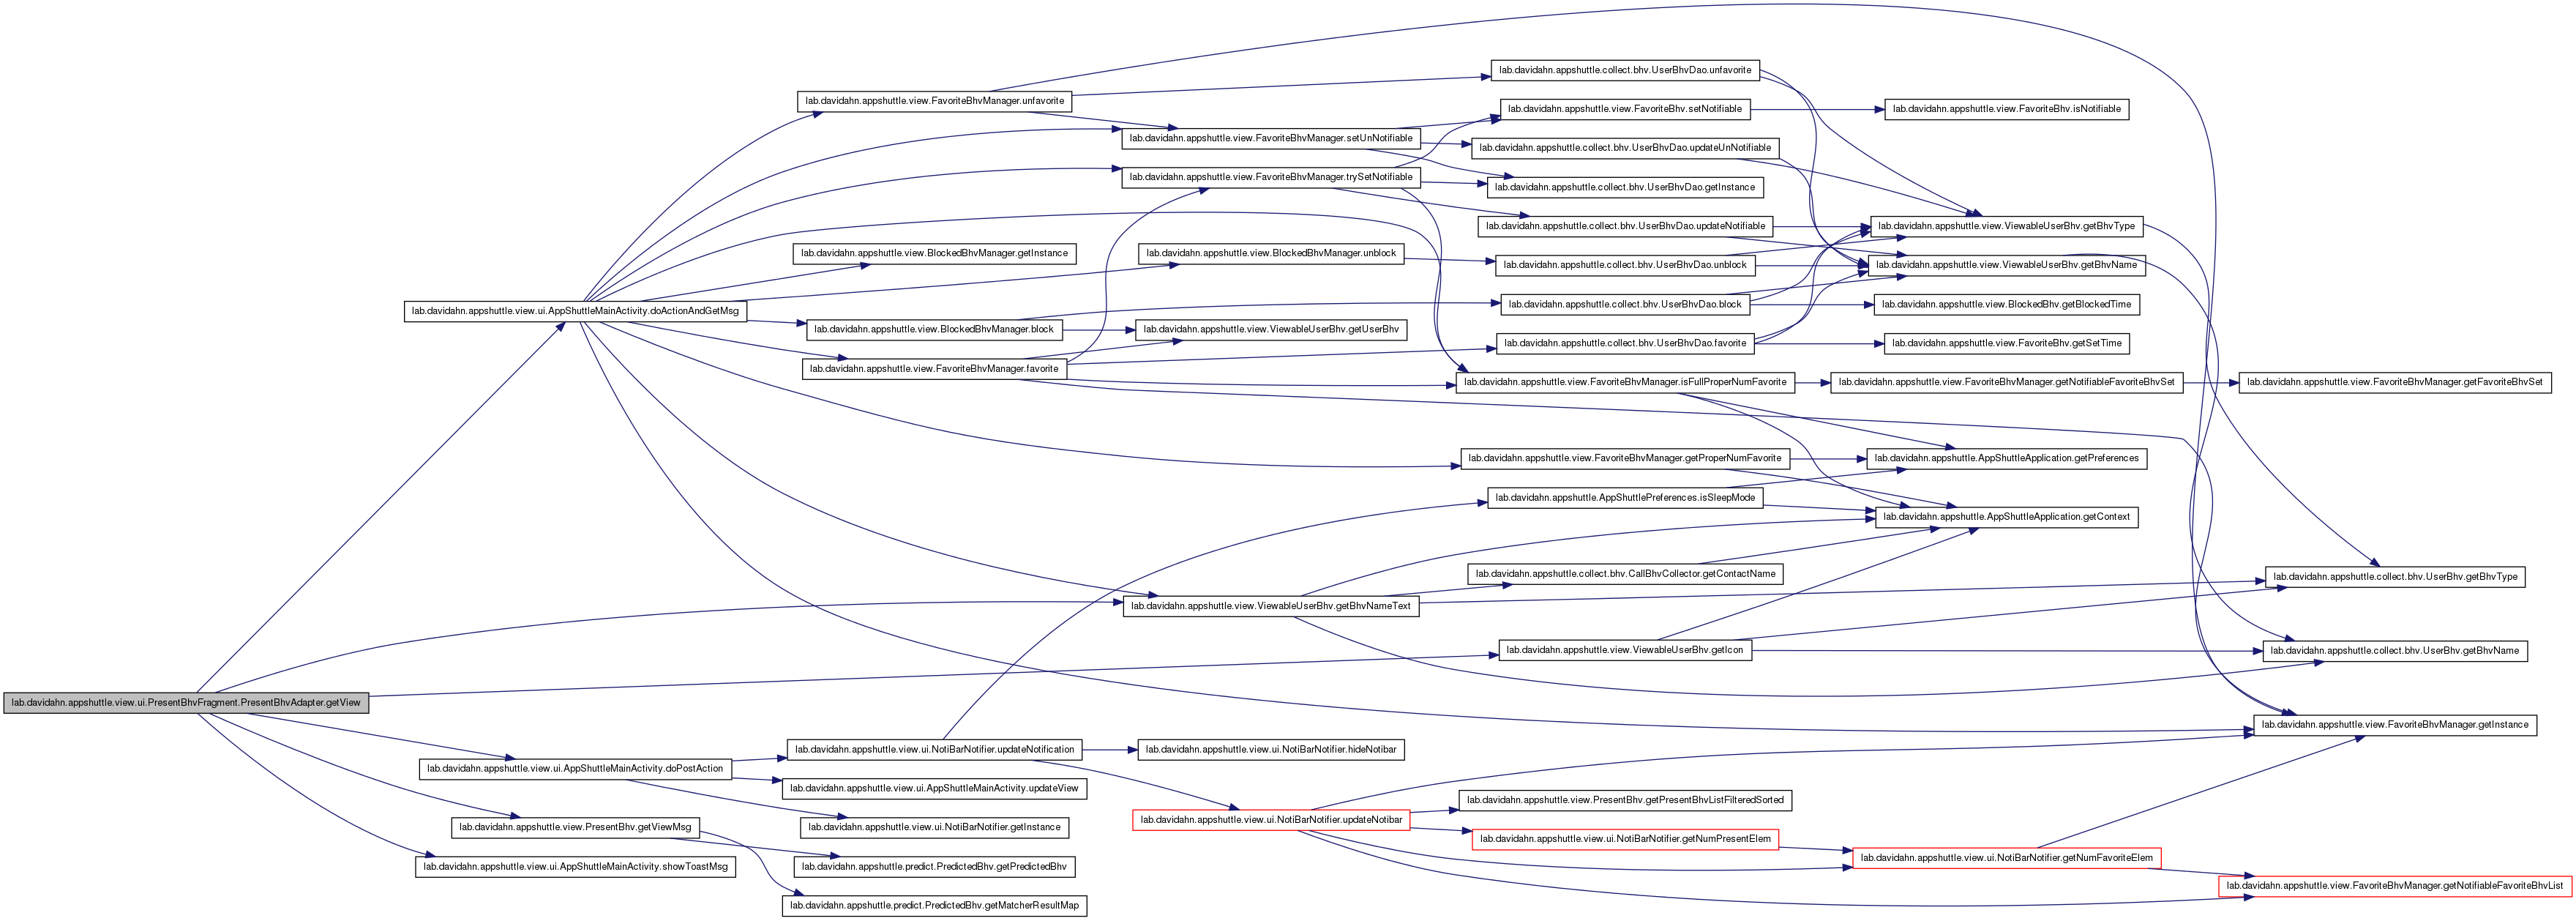 lab.davidahn.appshuttle.view.ui.PresentBhvFragment.PresentBhvAdapter.getView
lab.davidahn.appshuttle.view.ui.AppShuttleMainActivity.doActionAndGetMsg
lab.davidahn.appshuttle.view.ui.AppShuttleMainActivity.doPostAction
lab.davidahn.appshuttle.view.PresentBhv.getViewMsg
lab.davidahn.appshuttle.view.ui.AppShuttleMainActivity.showToastMsg
lab.davidahn.appshuttle.view.FavoriteBhvManager.unfavorite
lab.davidahn.appshuttle.view.BlockedBhvManager.getInstance
lab.davidahn.appshuttle.view.BlockedBhvManager.block
lab.davidahn.appshuttle.view.FavoriteBhvManager.favorite
lab.davidahn.appshuttle.view.ui.NotiBarNotifier.updateNotification
lab.davidahn.appshuttle.view.ui.AppShuttleMainActivity.updateView
lab.davidahn.appshuttle.view.ui.NotiBarNotifier.getInstance
lab.davidahn.appshuttle.predict.PredictedBhv.getPredictedBhv
lab.davidahn.appshuttle.predict.PredictedBhv.getMatcherResultMap
lab.davidahn.appshuttle.view.FavoriteBhvManager.setUnNotifiable
lab.davidahn.appshuttle.view.FavoriteBhvManager.trySetNotifiable
lab.davidahn.appshuttle.view.BlockedBhvManager.unblock
lab.davidahn.appshuttle.view.ViewableUserBhv.getUserBhv
lab.davidahn.appshuttle.view.ViewableUserBhv.getBhvNameText
lab.davidahn.appshuttle.view.ui.NotiBarNotifier.hideNotibar
lab.davidahn.appshuttle.view.ui.NotiBarNotifier.updateNotibar
lab.davidahn.appshuttle.collect.bhv.UserBhvDao.unfavorite
lab.davidahn.appshuttle.view.FavoriteBhv.setNotifiable
lab.davidahn.appshuttle.collect.bhv.UserBhvDao.updateUnNotifiable
lab.davidahn.appshuttle.collect.bhv.UserBhvDao.getInstance
lab.davidahn.appshuttle.collect.bhv.UserBhvDao.updateNotifiable
lab.davidahn.appshuttle.collect.bhv.UserBhvDao.unblock
lab.davidahn.appshuttle.collect.bhv.UserBhvDao.block
lab.davidahn.appshuttle.collect.bhv.UserBhvDao.favorite
lab.davidahn.appshuttle.view.FavoriteBhvManager.isFullProperNumFavorite
lab.davidahn.appshuttle.view.FavoriteBhvManager.getProperNumFavorite
lab.davidahn.appshuttle.AppShuttlePreferences.isSleepMode
lab.davidahn.appshuttle.collect.bhv.CallBhvCollector.getContactName
lab.davidahn.appshuttle.view.ViewableUserBhv.getIcon
lab.davidahn.appshuttle.view.PresentBhv.getPresentBhvListFilteredSorted
lab.davidahn.appshuttle.view.ui.NotiBarNotifier.getNumPresentElem
lab.davidahn.appshuttle.view.FavoriteBhv.isNotifiable
lab.davidahn.appshuttle.view.ViewableUserBhv.getBhvType
lab.davidahn.appshuttle.view.ViewableUserBhv.getBhvName
lab.davidahn.appshuttle.view.BlockedBhv.getBlockedTime
lab.davidahn.appshuttle.view.FavoriteBhv.getSetTime
lab.davidahn.appshuttle.view.FavoriteBhvManager.getNotifiableFavoriteBhvSet
lab.davidahn.appshuttle.AppShuttleApplication.getPreferences
lab.davidahn.appshuttle.AppShuttleApplication.getContext
lab.davidahn.appshuttle.view.ui.NotiBarNotifier.getNumFavoriteElem
lab.davidahn.appshuttle.view.FavoriteBhvManager.getFavoriteBhvSet
lab.davidahn.appshuttle.collect.bhv.UserBhv.getBhvType
lab.davidahn.appshuttle.collect.bhv.UserBhv.getBhvName
lab.davidahn.appshuttle.view.FavoriteBhvManager.getInstance
lab.davidahn.appshuttle.view.FavoriteBhvManager.getNotifiableFavoriteBhvList